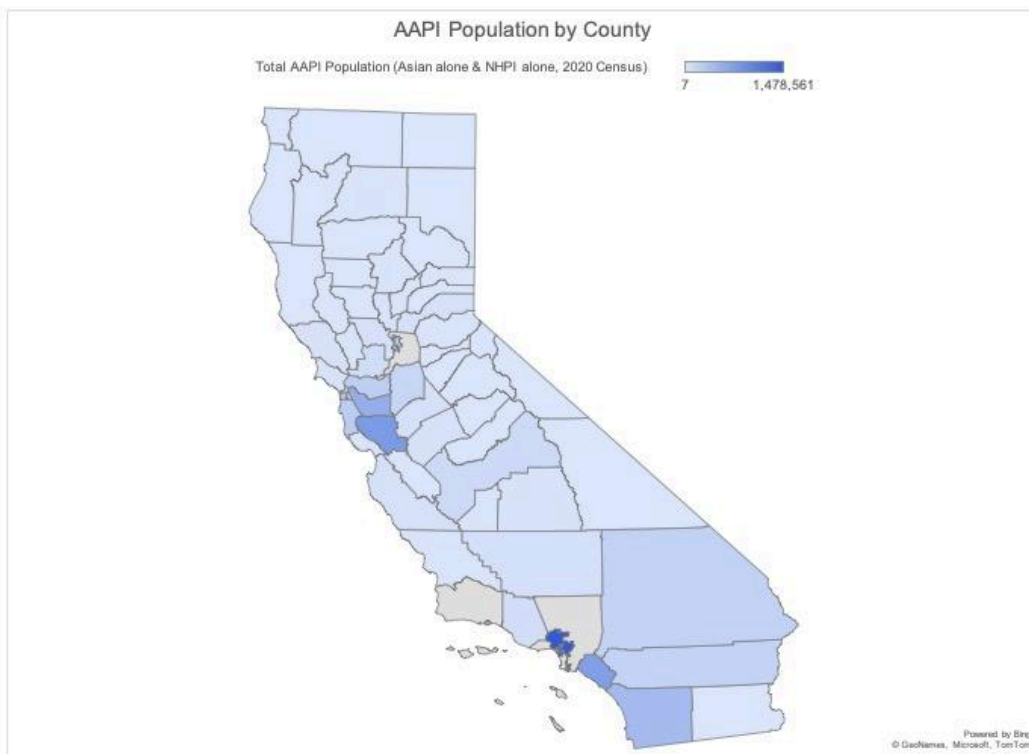 AAPI Population by County
Total AAPI Population (Asian alone & NHPI alone, 2020 Census)
7 1,478,561
Powered by Bing
© GeoNames, Microsoft, TomTom